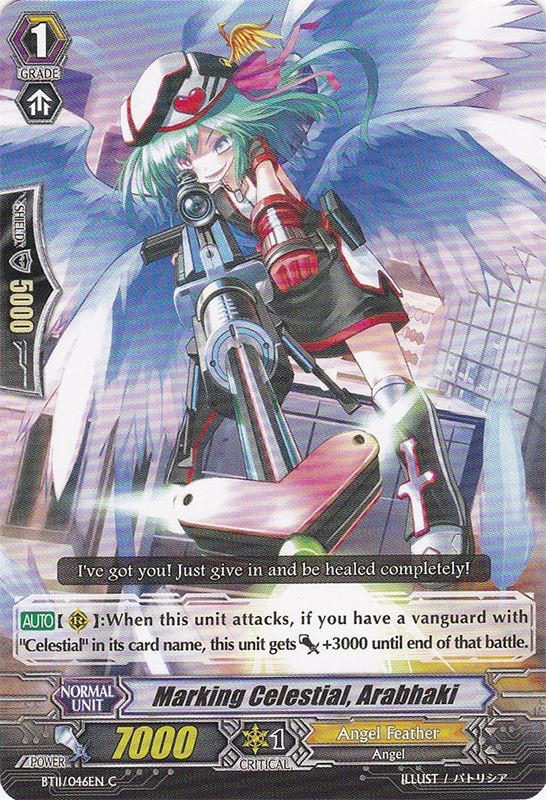 1
GRADE
SHIELD
5000
I've got you! Just give in and be healed completely!
AUTO【 R 】:When this unit attacks, if you have a vanguard with
"Celestial" in its card name, this unit gets +3000 until end of that battle.
NORMAL
UNIT
Marking Celestial, Arabhaki
POWER
7000
1
CRITICAL
Angel Feather
Angel
BT11/046EN C
ILLUST / パトリシア